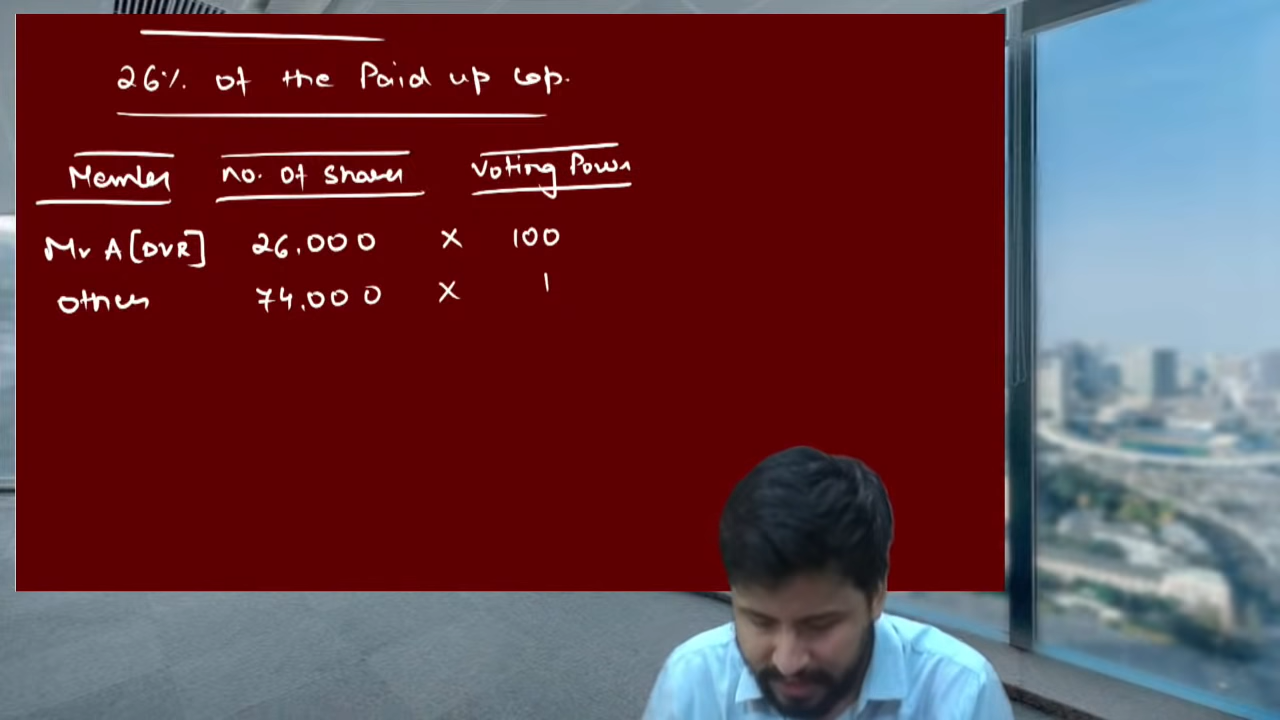 26% of the Paid up cap.
Member no. of shares Voting Power
Mr A [DVR] 26,000 x 100
others 74,000 x 1